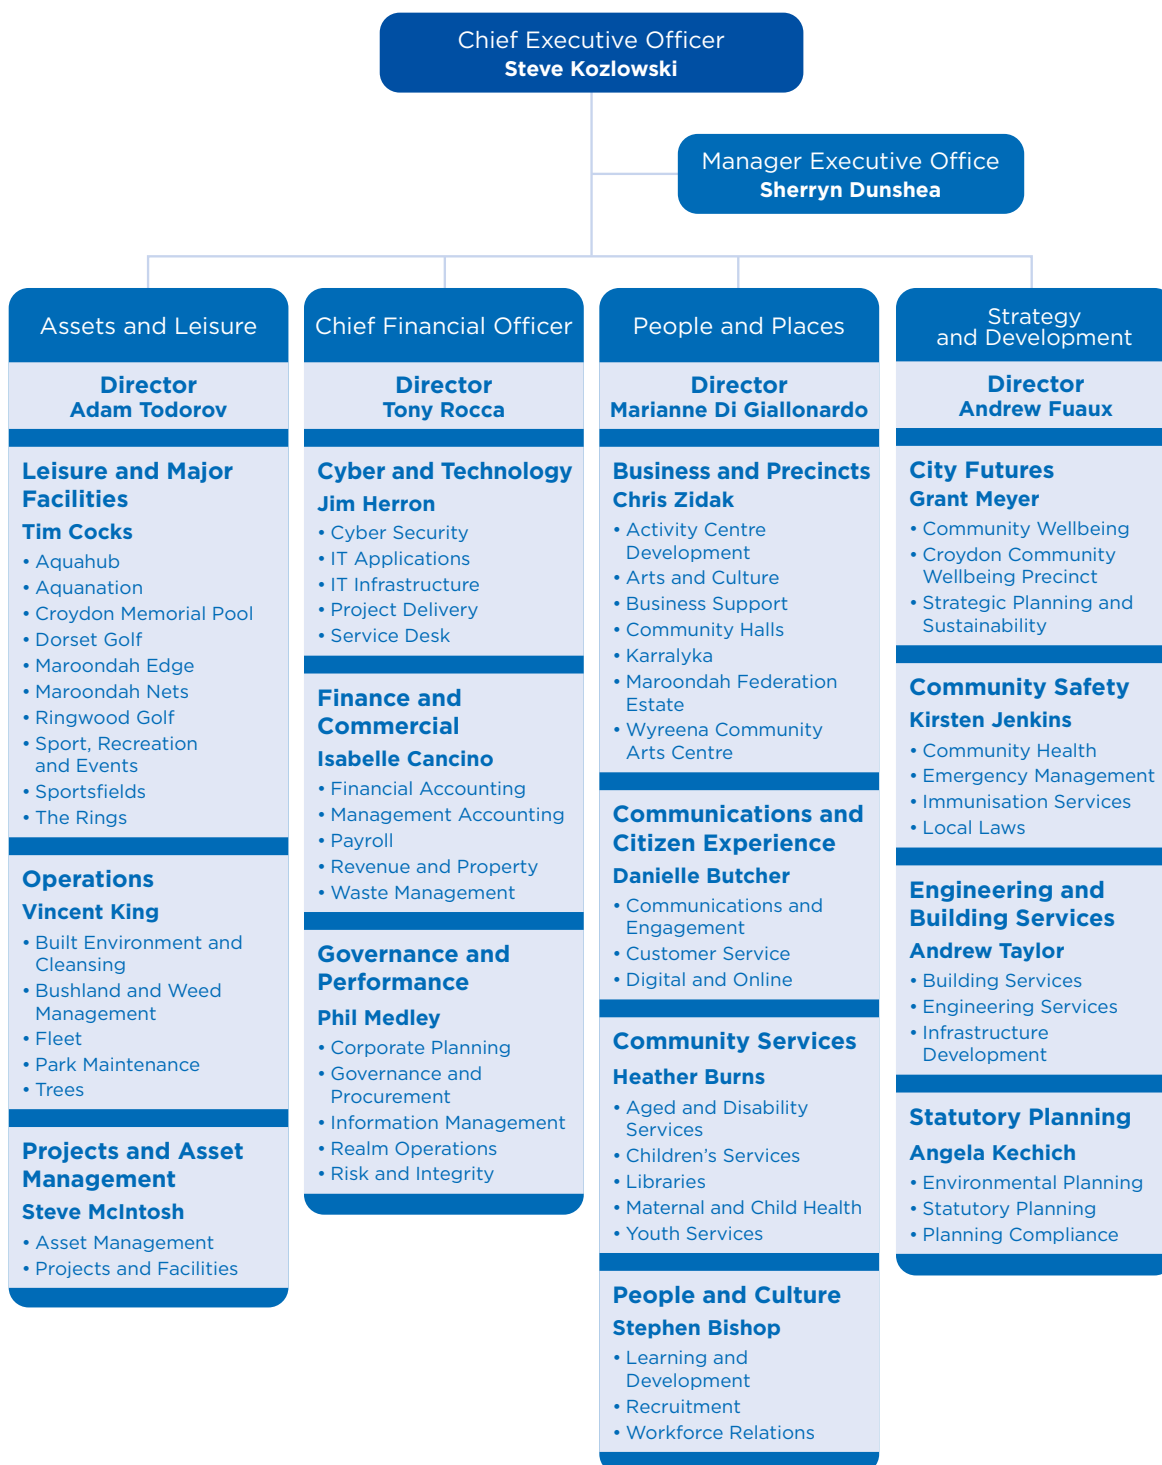 Chief Executive Officer
Steve Kozlowski
Manager Executive Office
Sherryn Dunshea
Assets and Leisure
Director
Adam Todorov
Leisure and Major
Facilities
Tim Cocks
• Aquahub
• Aquanation
• Croydon Memorial Pool
• Dorset Golf
• Maroondah Edge
• Maroondah Nets
• Ringwood Golf
• Sport, Recreation
and Events
• Sportsfields
• The Rings
Operations
Vincent King
• Built Environment and
Cleansing
• Bushland and Weed
Management
• Fleet
• Park Maintenance
• Trees
Projects and Asset
Management
Steve McIntosh
• Asset Management
• Projects and Facilities
Chief Financial Officer
Director
Tony Rocca
Cyber and Technology
Jim Herron
• Cyber Security
• IT Applications
• IT Infrastructure
• Project Delivery
• Service Desk
Finance and
Commercial
Isabelle Cancino
• Financial Accounting
• Management Accounting
• Payroll
• Revenue and Property
• Waste Management
Governance and
Performance
Phil Medley
• Corporate Planning
• Governance and
Procurement
• Information Management
• Realm Operations
• Risk and Integrity
People and Places
Director
Marianne Di Giallonardo
Business and Precincts
Chris Zidak
• Activity Centre
Development
• Arts and Culture
• Business Support
• Community Halls
• Karralyka
• Maroondah Federation
Estate
• Wyreena Community
Arts Centre
Communications and
Citizen Experience
Danielle Butcher
• Communications and
Engagement
• Customer Service
• Digital and Online
Community Services
Heather Burns
• Aged and Disability
Services
• Children's Services
• Libraries
• Maternal and Child Health
• Youth Services
People and Culture
Stephen Bishop
• Learning and
Development
• Recruitment
• Workforce Relations
Strategy
and Development
Director
Andrew Fuaux
City Futures
Grant Meyer
• Community Wellbeing
• Croydon Community
Wellbeing Precinct
• Strategic Planning and
Sustainability
Community Safety
Kirsten Jenkins
• Community Health
• Emergency Management
• Immunisation Services
• Local Laws
Engineering and
Building Services
Andrew Taylor
• Building Services
• Engineering Services
• Infrastructure
Development
Statutory Planning
Angela Kechich
• Environmental Planning
• Statutory Planning
• Planning Compliance